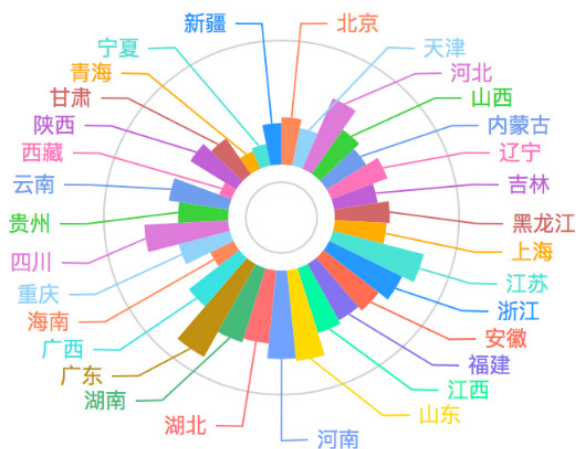 北京
天津
河北
山西
内蒙古
辽宁
吉林
黑龙江
上海
江苏
浙江
安徽
福建
江西
山东
河南
湖北
湖南
广东
广西
海南
重庆
四川
贵州
云南
西藏
陕西
甘肃
青海
宁夏
新疆